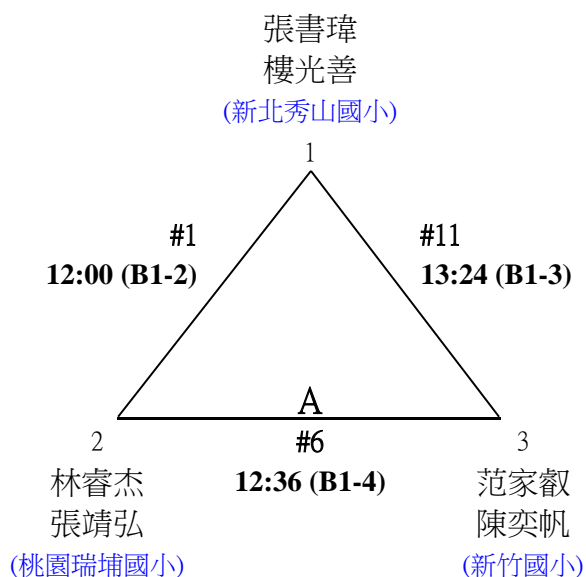 張書瑋
樓光善
(新北秀山國小)
1
#1
#11
12:00 (B1-2)
13:24 (B1-3)
A
2
#6
3
林睿杰
12:36 (B1-4)
范家叡
張靖弘
陳奕帆
(桃園瑞埔國小)
(新竹國小)